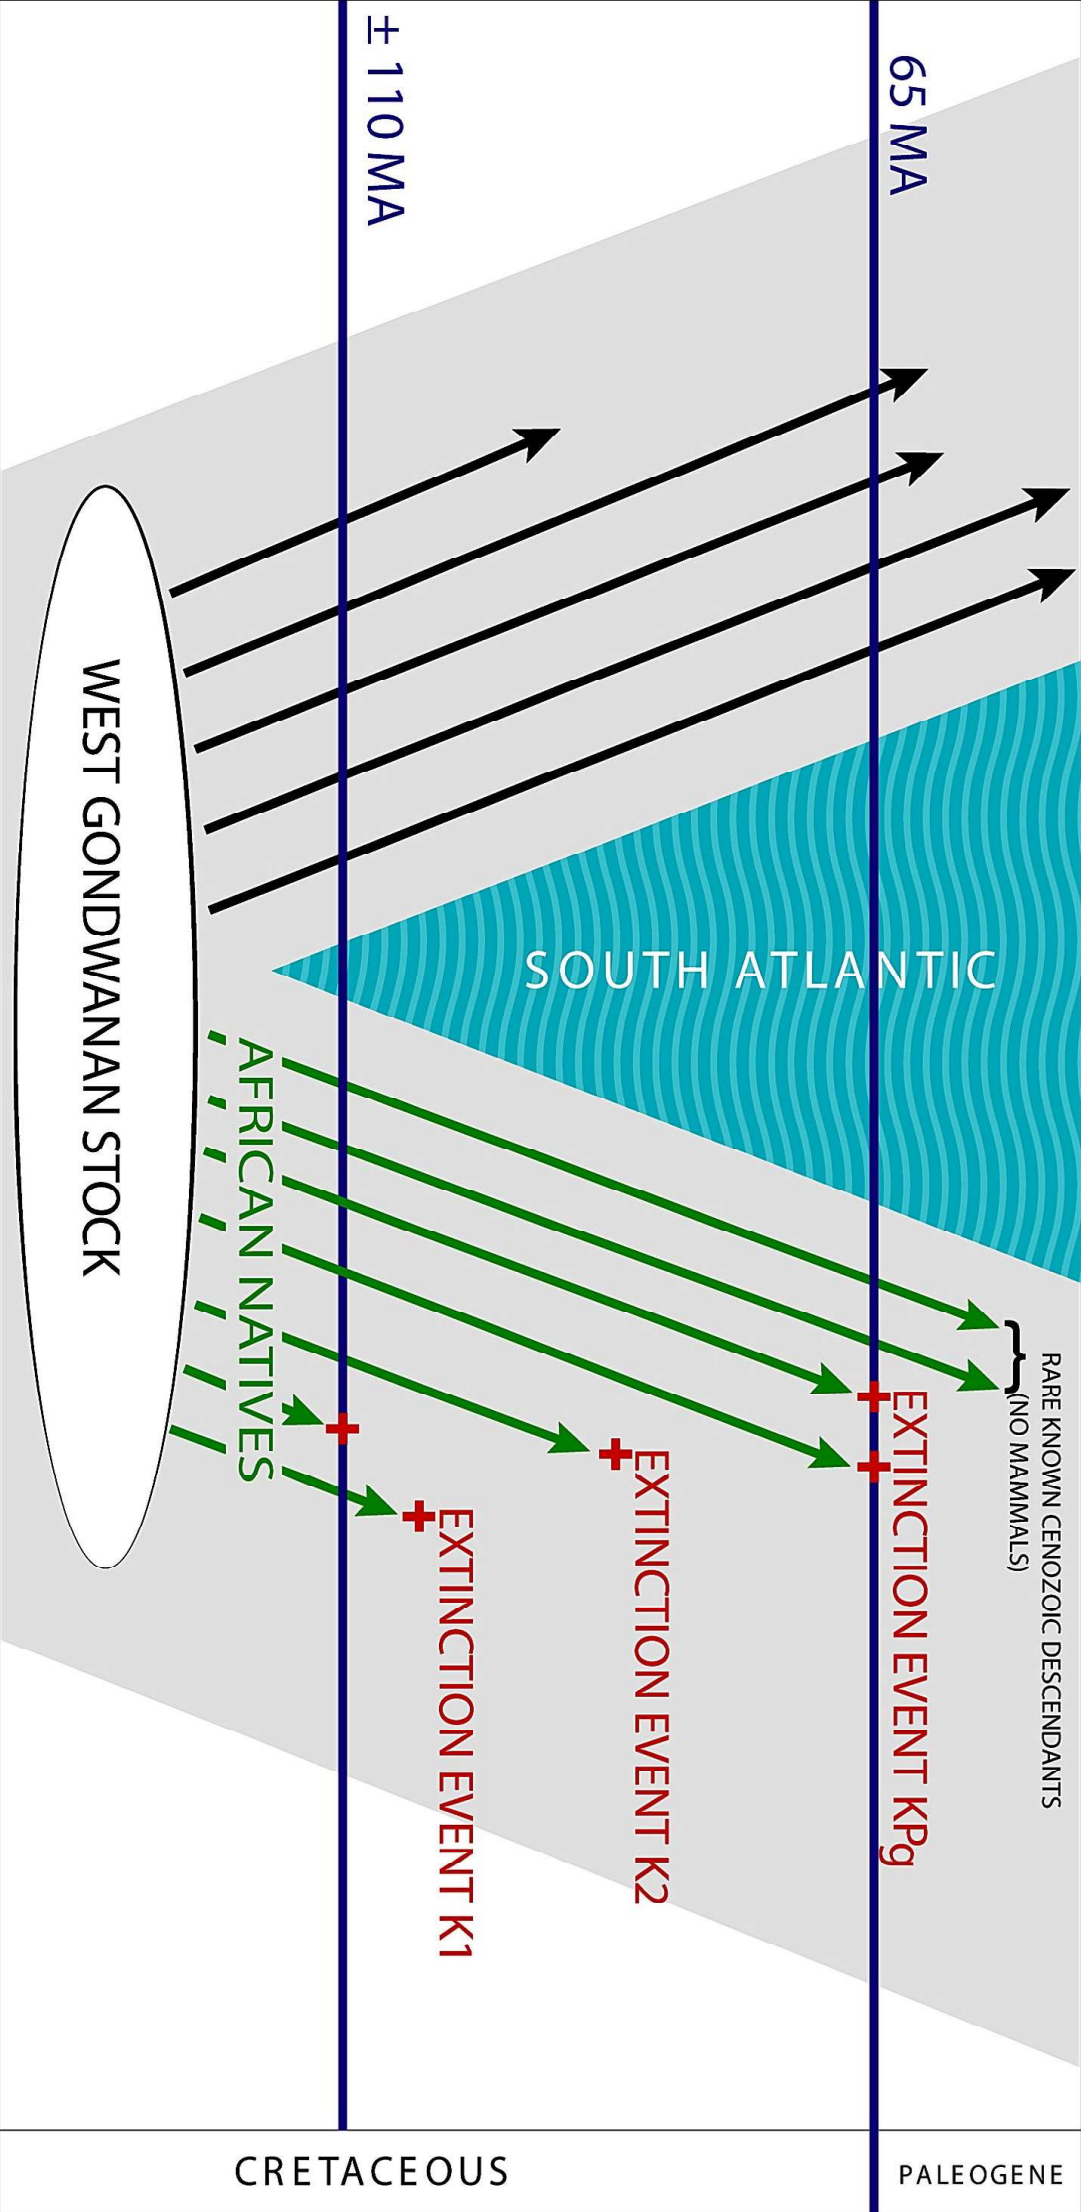 ± 110 MA
65 MA
WEST GONDWANAN STOCK
SOUTH ATLANTIC
AFRICAN NATIVES
RARE KNOWN CENOZOIC DESCENDANTS
(NO MAMMALS)
EXTINCTION EVENT KPg
EXTINCTION EVENT K2
EXTINCTION EVENT K1
CRETACEOUS
PALEOGENE